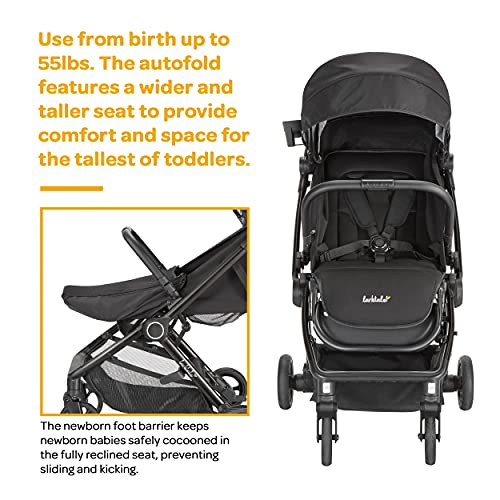 Use from birth up to
55lbs. The autofold
features a wider and
taller seat to provide
comfort and space for
the tallest of toddlers.
larktale
The newborn foot barrier keeps
newborn babies safely cocooned in
the fully reclined seat, preventing
sliding and kicking.